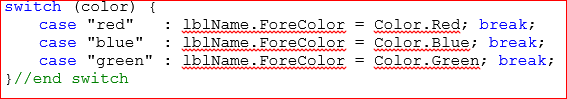 switch (color) {
   case "red"   : lblName.ForeColor = Color.Red; break;
   case "blue"  : lblName.ForeColor = Color.Blue; break;
   case "green" : lblName.ForeColor = Color.Green; break;
}//end switch